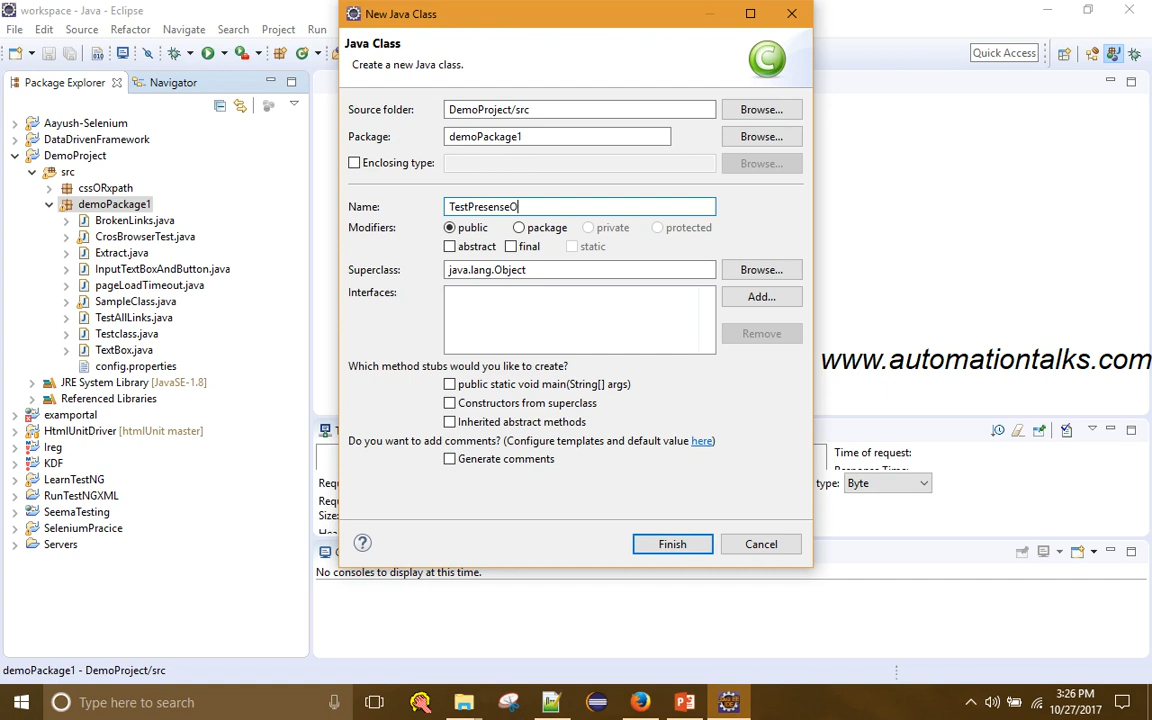 workspace - Java - Eclipse
File Edit Source Refactor Navigate Search Project Run
Quick Access
Package Explorer Navigator
Aayush-Selenium
DataDrivenFramework
DemoProject
src
cssORxpath
demoPackage1
BrokenLinks.java
CrosBrowserTest.java
Extract.java
InputTextBoxAndButton.java
pageLoadTimeout.java
SampleClass.java
TestAllLinks.java
Testclass.java
TextBox.java
config.properties
JRE System Library [JavaSE-1.8]
Referenced Libraries
examportal
HtmlUnitDriver [htmlUnit master]
Ireg
KDF
LearnTestNG
RunTestNGXML
SeemaTesting
SeleniumPracice
Servers
New Java Class
Java Class
Create a new Java class.
Source folder: DemoProject/src Browse...
Package: demoPackage1 Browse...
Enclosing type: Browse...
Name: TestPresenseO
Modifiers: public package private protected
abstract final static
Superclass: java.lang.Object Browse...
Interfaces: Add...
Remove
Which method stubs would you like to create?
public static void main(String[] args)
Constructors from superclass
Inherited abstract methods
Do you want to add comments? (Configure templates and default value here)
Generate comments
Finish Cancel
www.automationtalks.com
Time of request:
type: Byte
No consoles to display at this time.
demoPackage1 - DemoProject/src
Type here to search
3:26 PM
10/27/2017